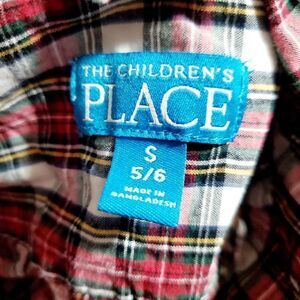 THE CHILDREN'S
PLACE
S
5/6
MADE IN
BANGLADESH